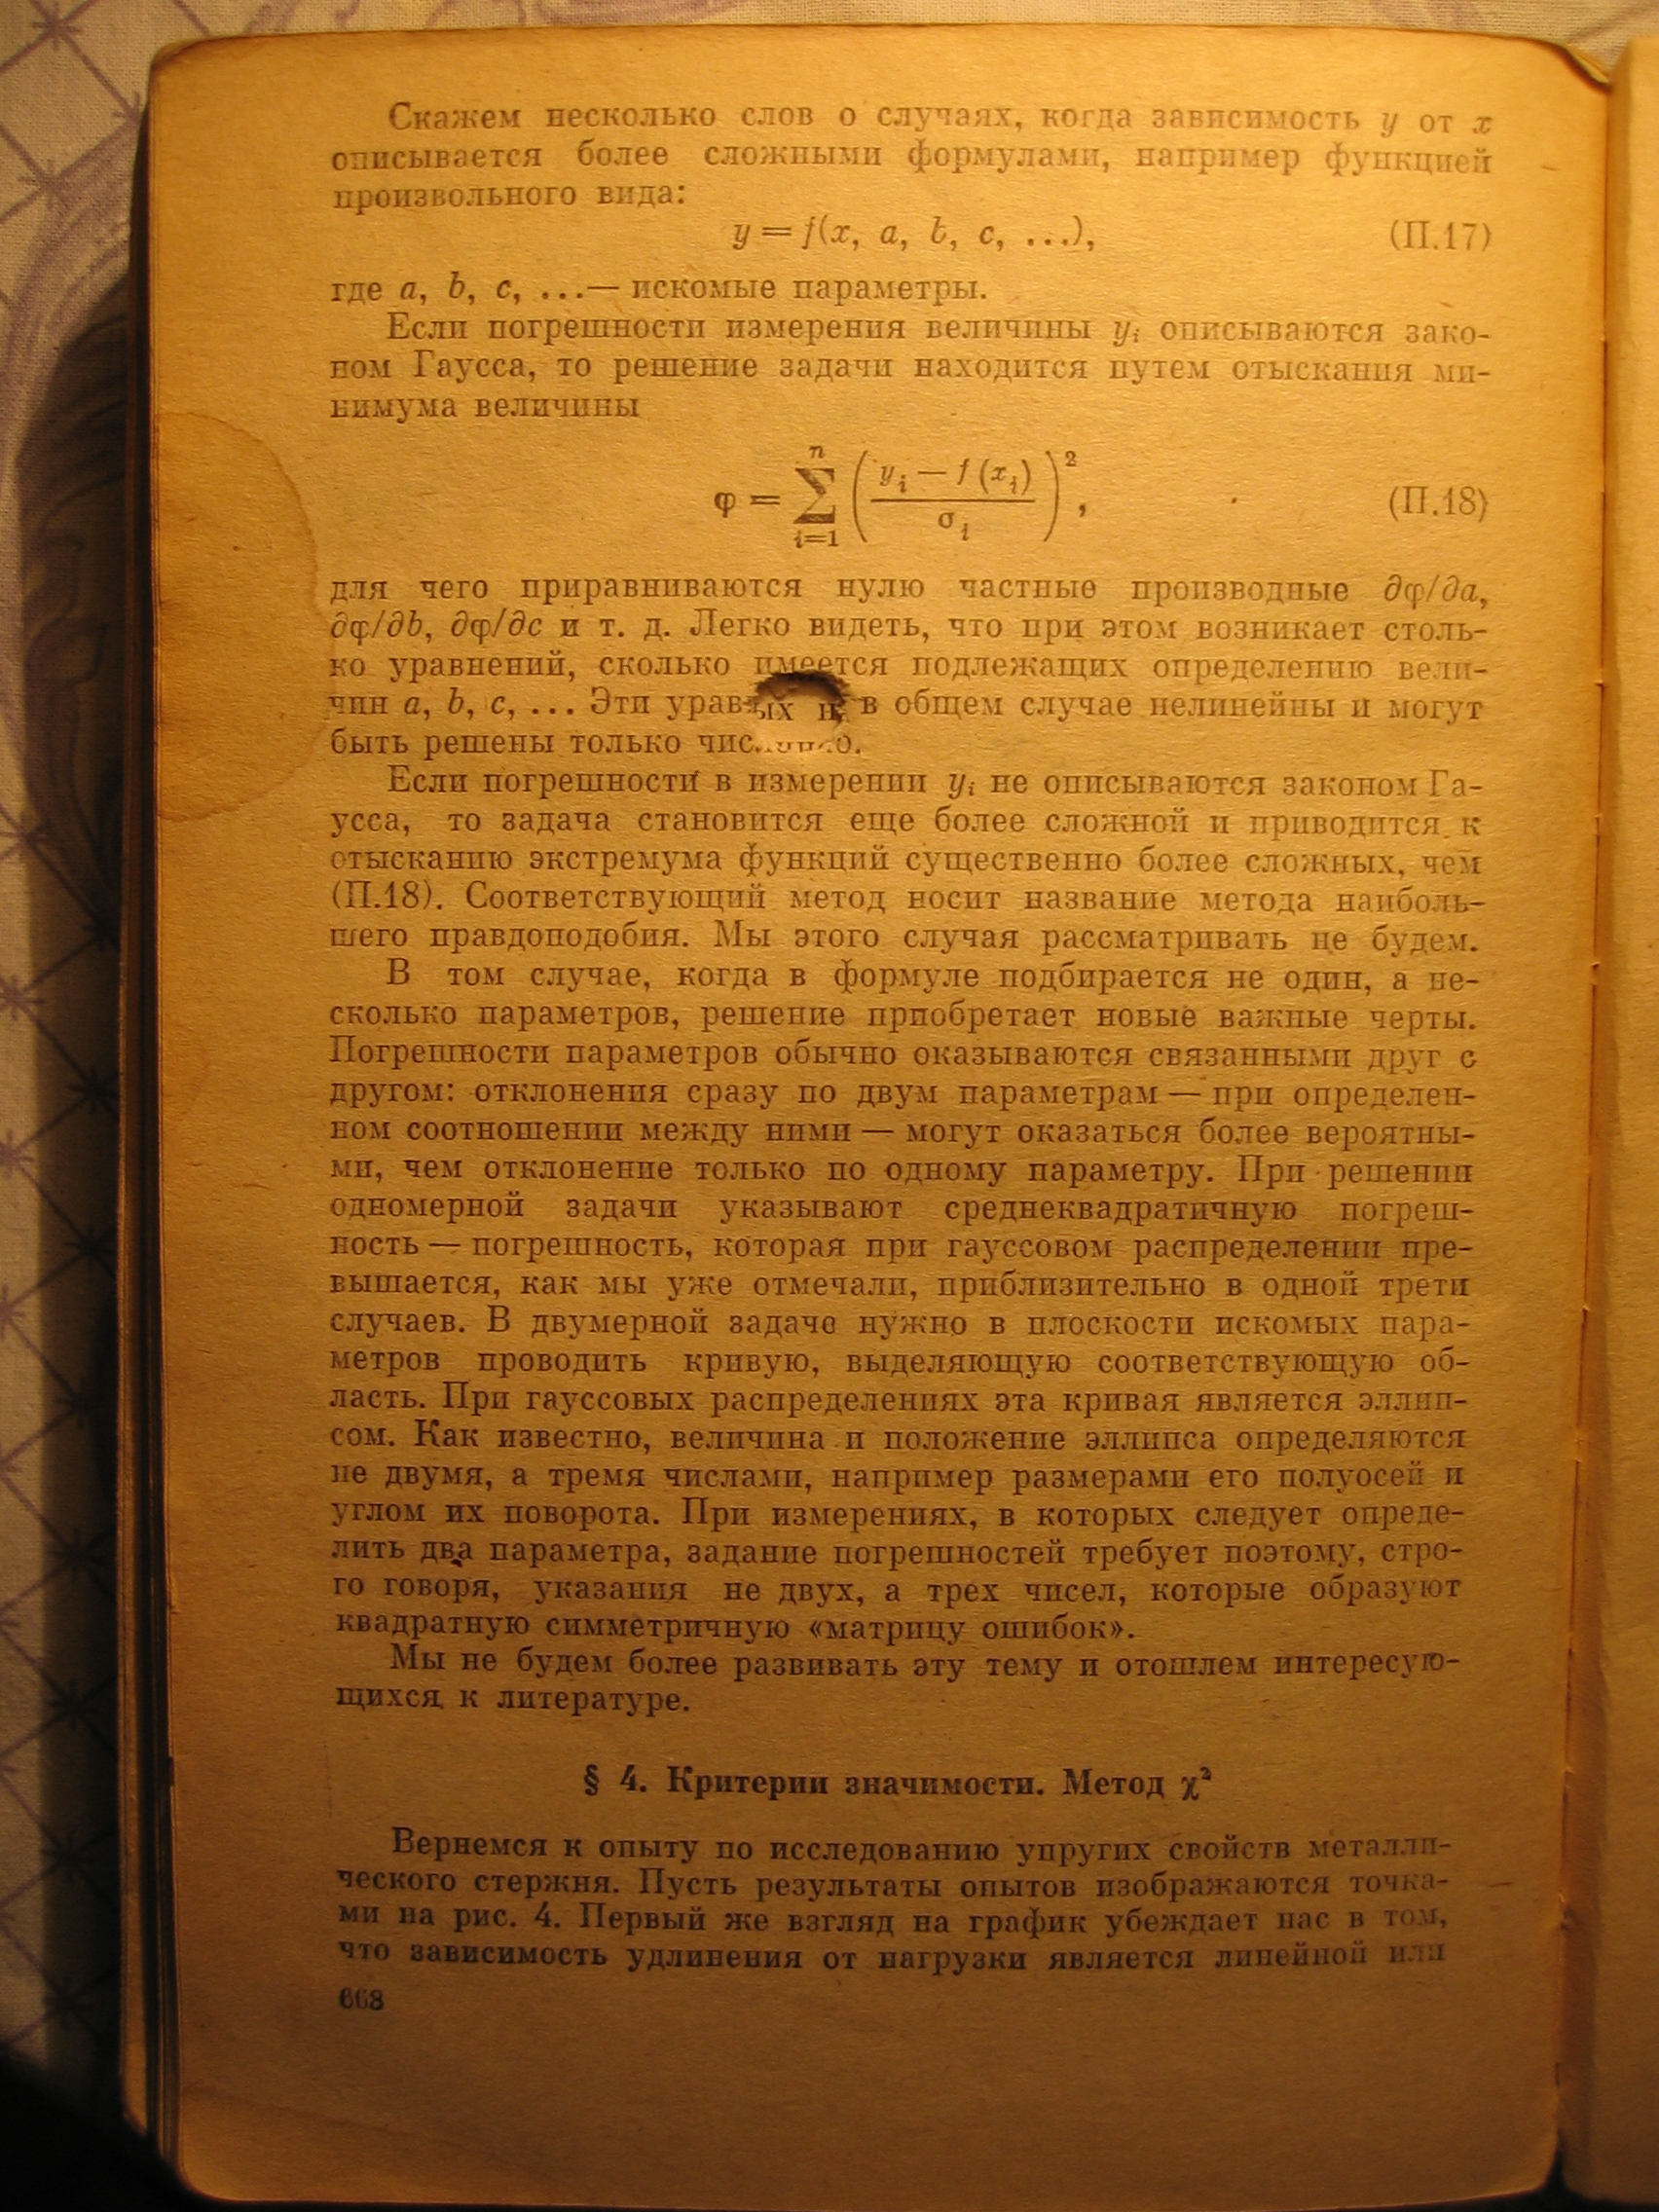 Скажем несколько слов о случаях, когда зависимость y от x
описывается более сложными формулами, например функцией
произвольного вида:
y = f(x, a, b, c, ...), (П.17)
где a, b, c, ...— искомые параметры.
Если погрешности измерения величины yᵢ описываются зако-
ном Гаусса, то решение задачи находится путем отыскания ми-
нимума величины
φ = ∑ⁿᵢ₌₁ ( (yᵢ — f (xᵢ)) / σᵢ )², (П.18)
для чего приравниваются нулю частные производные ∂φ/∂a,
∂φ/∂b, ∂φ/∂c и т. д. Легко видеть, что при этом возникает столь-
ко уравнений, сколько имеется подлежащих определению вели-
чин a, b, c, ... Эти в общем случае нелинейны и могут
быть решены только
Если погрешности в измерении yᵢ не описываются законом Га-
усса, то задача становится еще более сложной и приводится к
отысканию экстремума функций существенно более сложных, чем
(П.18). Соответствующий метод носит название метода наиболь-
шего правдоподобия. Мы этого случая рассматривать не будем.
В том случае, когда в формуле подбирается не один, а не-
сколько параметров, решение приобретает новые важные черты.
Погрешности параметров обычно оказываются связанными друг с
другом: отклонения сразу по двум параметрам — при определен-
ном соотношении между ними — могут оказаться более вероятны-
ми, чем отклонение только по одному параметру. При решении
одномерной задачи указывают среднеквадратичную погреш-
ность — погрешность, которая при гауссовом распределении пре-
вышается, как мы уже отмечали, приблизительно в одной трети
случаев. В двумерной задаче нужно в плоскости искомых пара-
метров проводить кривую, выделяющую соответствующую об-
ласть. При гауссовых распределениях эта кривая является эллип-
сом. Как известно, величина и положение эллипса определяются
не двумя, а тремя числами, например размерами его полуосей и
углом их поворота. При измерениях, в которых следует опреде-
лить два параметра, задание погрешностей требует поэтому, стро-
го говоря, указания не двух, а трех чисел, которые образуют
квадратную симметричную «матрицу ошибок».
Мы не будем более развивать эту тему и отошлем интересую-
щихся к литературе.
§ 4. Критерии значимости. Метод χ²
Вернемся к опыту по исследованию упругих свойств металли-
ческого стержня. Пусть результаты опытов изображаются точка-
ми на рис. 4. Первый же взгляд на график убеждает нас в том,
что зависимость удлинения от нагрузки является линейной или
668